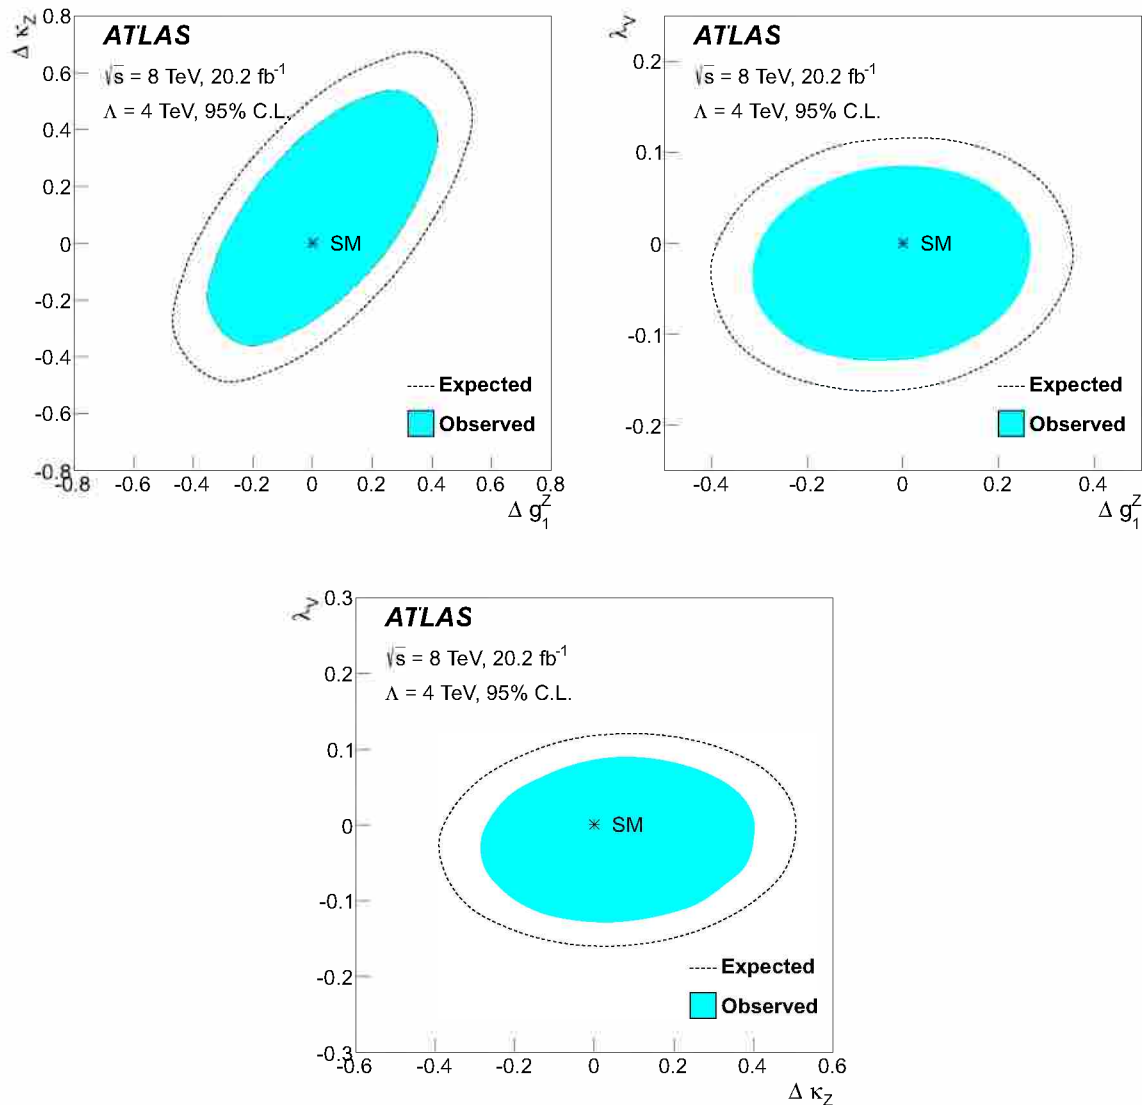 Δ κ_Z
0.8
0.6
0.4
0.2
0
-0.2
-0.4
-0.6
-0.8
ATLAS
√s = 8 TeV, 20.2 fb⁻¹
Λ = 4 TeV, 95% C.L.
SM
Expected
Observed
-0.8 -0.6 -0.4 -0.2 0 0.2 0.4 0.6 0.8
Δ g₁ᶻ
λ_V
0.2
0.1
0
-0.1
-0.2
ATLAS
√s = 8 TeV, 20.2 fb⁻¹
Λ = 4 TeV, 95% C.L.
SM
Expected
Observed
-0.4 -0.2 0 0.2 0.4
Δ g₁ᶻ
λ_V
0.3
0.2
0.1
0
-0.1
-0.2
-0.3
ATLAS
√s = 8 TeV, 20.2 fb⁻¹
Λ = 4 TeV, 95% C.L.
SM
Expected
Observed
-0.6 -0.4 -0.2 0 0.2 0.4 0.6
Δ κ_Z